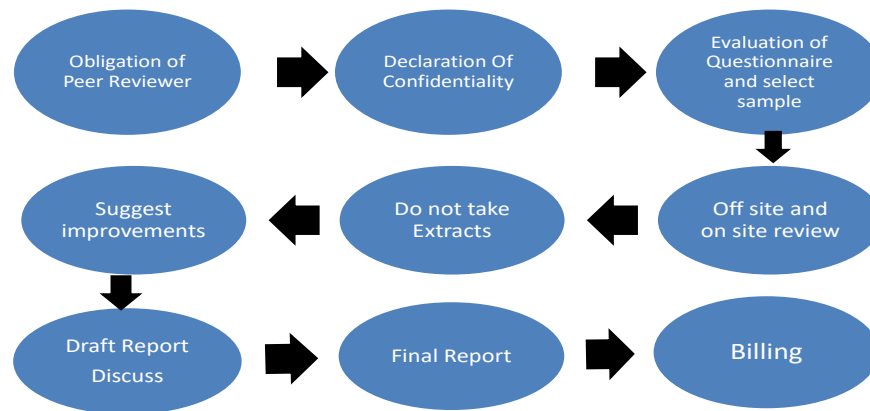 Obligation of
Peer Reviewer
Declaration Of
Confidentiality
Evaluation of
Questionnaire
and select
sample
Off site and
on site review
Do not take
Extracts
Suggest
improvements
Draft Report
Discuss
Final Report
Billing